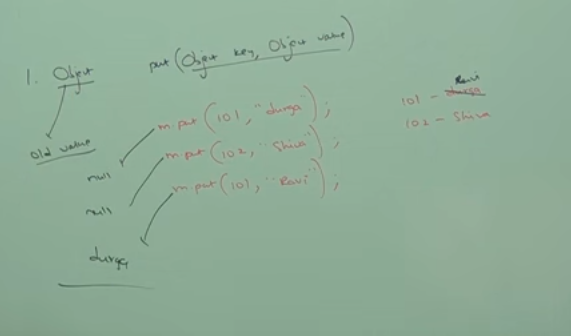 1. Object put(Object key, Object value)
old value
m.put(101, "durga");
m.put(102, "Shiva");
m.put(101, "Ravi");
null
null
durga
Ravi
101 - durga
102 - Shiva